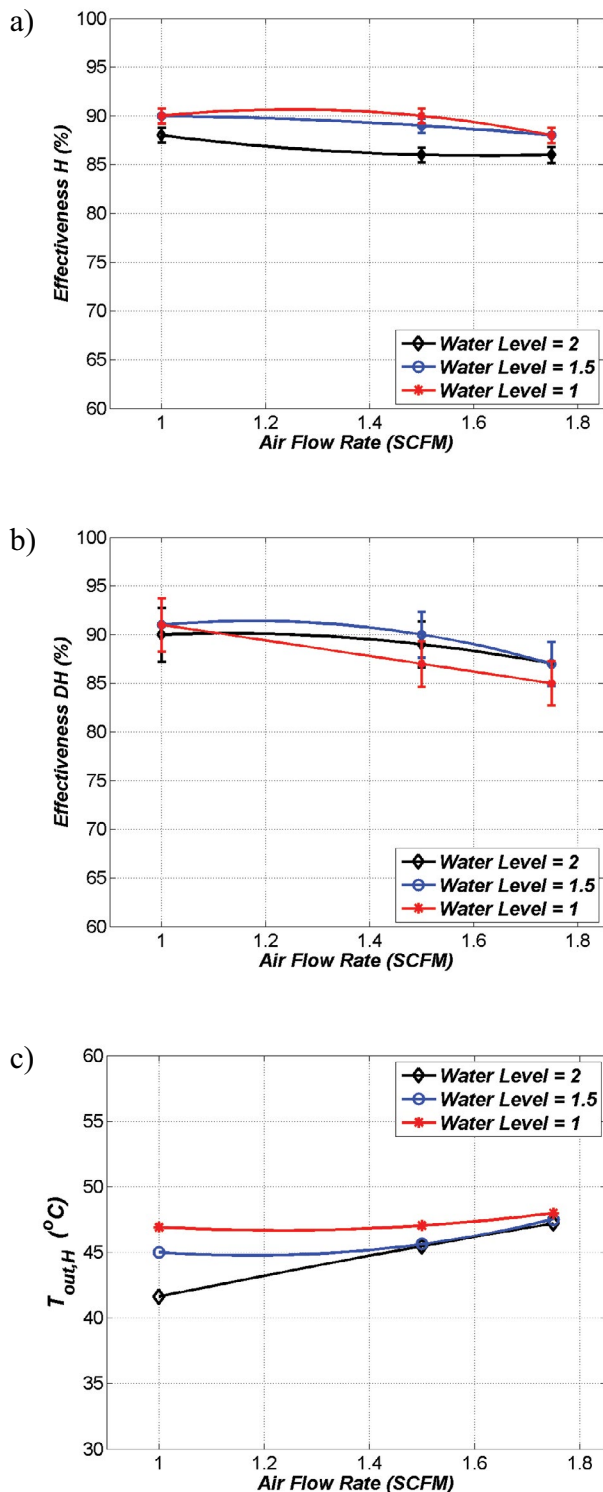 a)
100
95
90
85
80
75
70
65
60
Effectiveness H (%)
Water Level = 2
Water Level = 1.5
Water Level = 1
1 1.2 1.4 1.6 1.8
Air Flow Rate (SCFM)
b)
100
95
90
85
80
75
70
65
60
Effectiveness DH (%)
Water Level = 2
Water Level = 1.5
Water Level = 1
1 1.2 1.4 1.6 1.8
Air Flow Rate (SCFM)
c)
60
55
50
45
40
35
30
T_out,H (°C)
Water Level = 2
Water Level = 1.5
Water Level = 1
1 1.2 1.4 1.6 1.8
Air Flow Rate (SCFM)